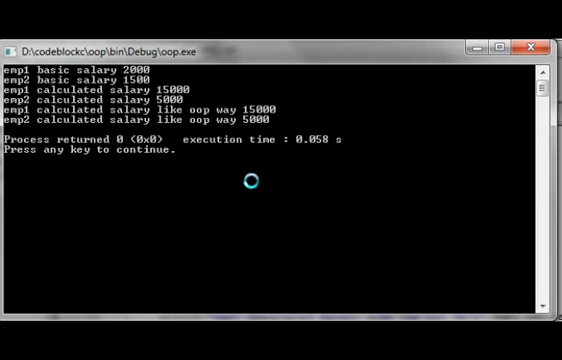 D:\codeblockc\oop\bin\Debug\oop.exe
emp1 basic salary 2000
emp2 basic salary 1500
emp1 calculated salary 15000
emp2 calculated salary 5000
emp1 calculated salary like oop way 15000
emp2 calculated salary like oop way 5000
Process returned 0 (0x0)   execution time : 0.058 s
Press any key to continue.